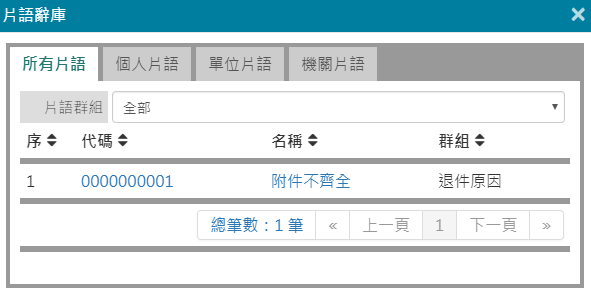 片語辭庫 ×
所有片語 個人片語 單位片語 機關片語
片語群組 全部
序 代碼 名稱 群組
1 0000000001 附件不齊全 退件原因
總筆數：1 筆 « 上一頁 1 下一頁 »